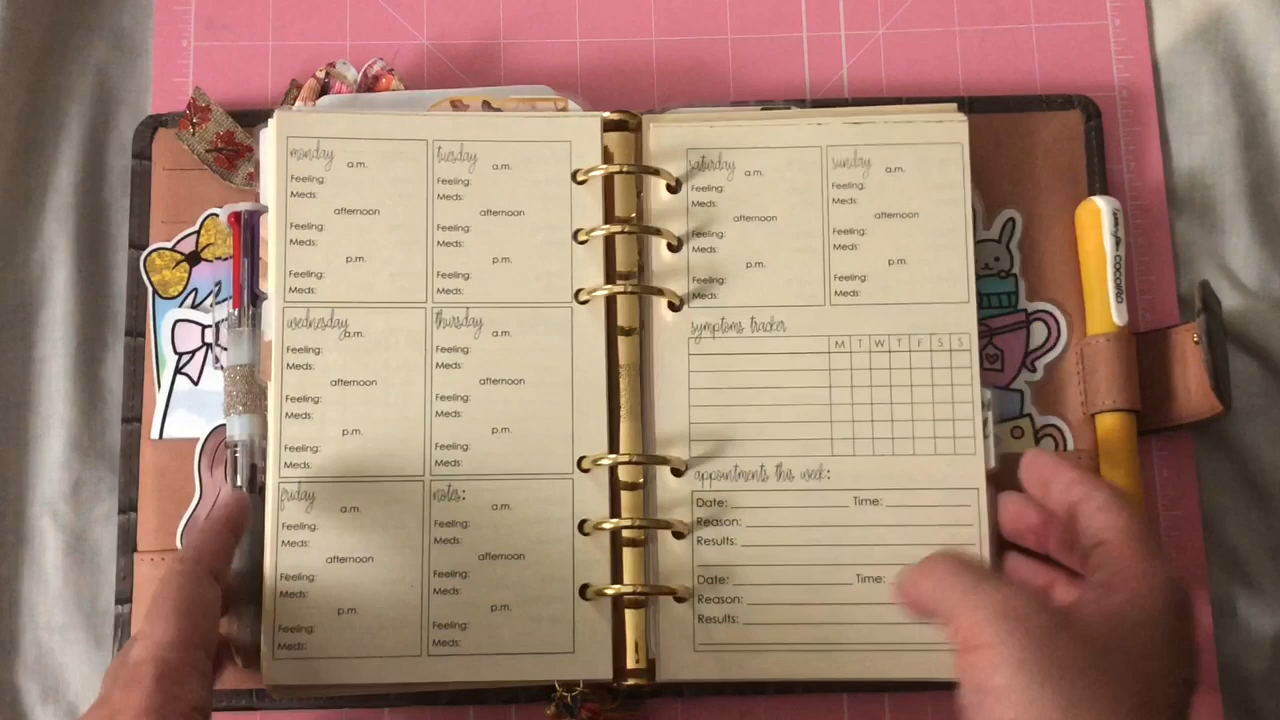 monday
a.m.
Feeling:
Meds:
afternoon
Feeling:
Meds:
p.m.
Feeling:
Meds:
tuesday
a.m.
Feeling:
Meds:
afternoon
Feeling:
Meds:
p.m.
Feeling:
Meds:
wednesday
a.m.
Feeling:
Meds:
afternoon
Feeling:
Meds:
p.m.
Feeling:
Meds:
thursday
a.m.
Feeling:
Meds:
afternoon
Feeling:
Meds:
p.m.
Feeling:
Meds:
friday
a.m.
Feeling:
Meds:
afternoon
Feeling:
Meds:
p.m.
Feeling:
Meds:
notes:
a.m.
Feeling:
Meds:
afternoon
Feeling:
Meds:
p.m.
Feeling:
Meds:
saturday
a.m.
Feeling:
Meds:
afternoon
Feeling:
Meds:
p.m.
Feeling:
Meds:
sunday
a.m.
Feeling:
Meds:
afternoon
Feeling:
Meds:
p.m.
Feeling:
Meds:
symptoms tracker
M T W T F S S
appointments this week:
Date: Time:
Reason:
Results:
Date: Time:
Reason:
Results: